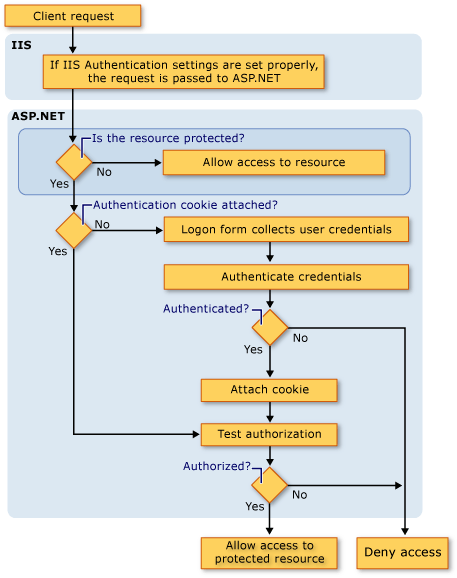 Client request
IIS
If IIS Authentication settings are set properly,
the request is passed to ASP.NET
ASP.NET
Is the resource protected?
Allow access to resource
No
Yes
Authentication cookie attached?
No
Logon form collects user credentials
Yes
Authenticate credentials
Authenticated?
No
Yes
Attach cookie
Test authorization
Authorized?
No
Yes
Allow access to
protected resource
Deny access